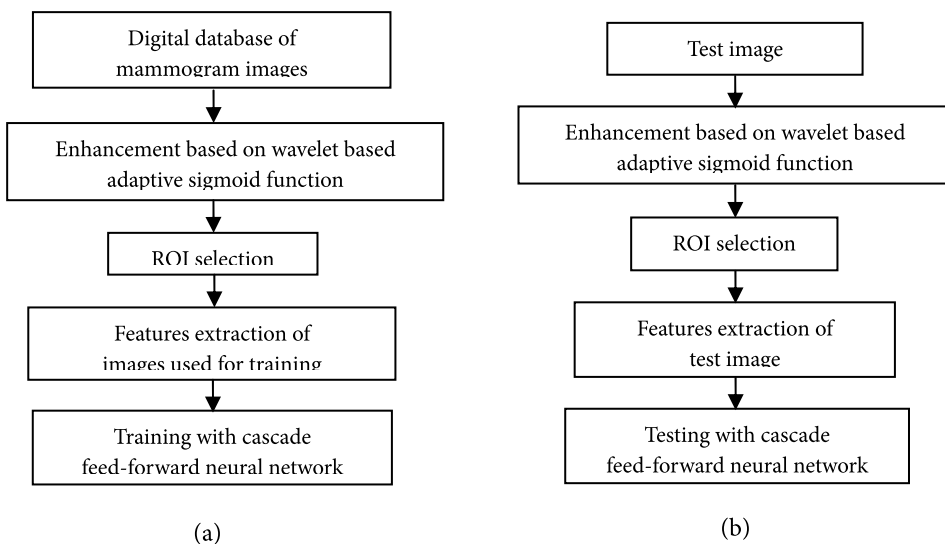 Digital database of
mammogram images
Enhancement based on wavelet based
adaptive sigmoid function
ROI selection
Features extraction of
images used for training
Training with cascade
feed-forward neural network
(a)
Test image
Enhancement based on wavelet based
adaptive sigmoid function
ROI selection
Features extraction of
test image
Testing with cascade
feed-forward neural network
(b)